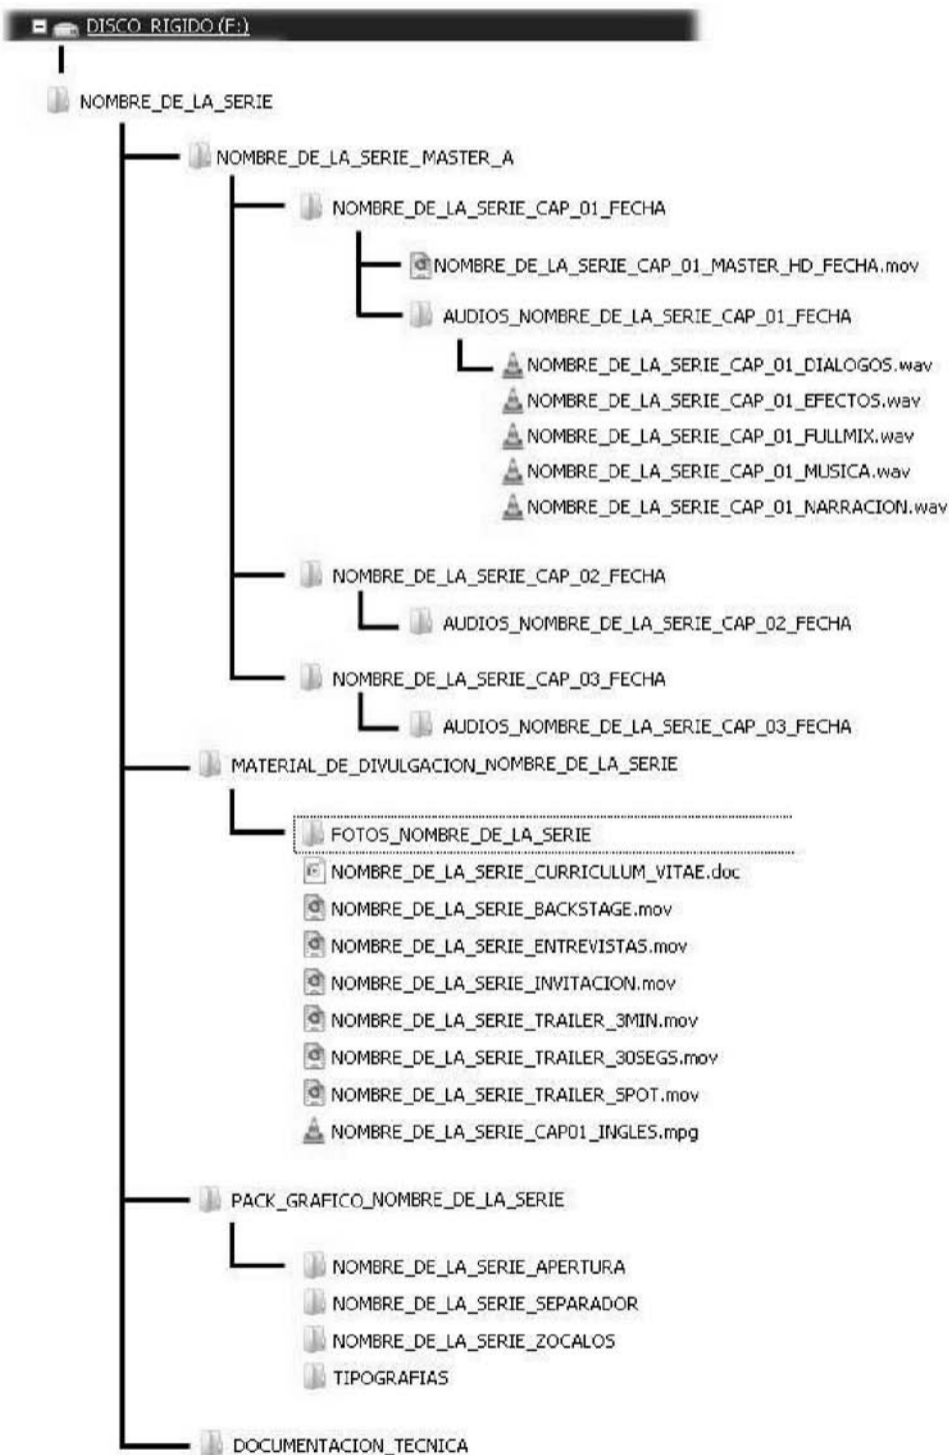 DISCO RIGIDO (F:)
NOMBRE_DE_LA_SERIE
NOMBRE_DE_LA_SERIE_MASTER_A
NOMBRE_DE_LA_SERIE_CAP_01_FECHA
NOMBRE_DE_LA_SERIE_CAP_01_MASTER_HD_FECHA.mov
AUDIOS_NOMBRE_DE_LA_SERIE_CAP_01_FECHA
NOMBRE_DE_LA_SERIE_CAP_01_DIALOGOS.wav
NOMBRE_DE_LA_SERIE_CAP_01_EFECTOS.wav
NOMBRE_DE_LA_SERIE_CAP_01_FULLMIX.wav
NOMBRE_DE_LA_SERIE_CAP_01_MUSICA.wav
NOMBRE_DE_LA_SERIE_CAP_01_NARRACION.wav
NOMBRE_DE_LA_SERIE_CAP_02_FECHA
AUDIOS_NOMBRE_DE_LA_SERIE_CAP_02_FECHA
NOMBRE_DE_LA_SERIE_CAP_03_FECHA
AUDIOS_NOMBRE_DE_LA_SERIE_CAP_03_FECHA
MATERIAL_DE_DIVULGACION_NOMBRE_DE_LA_SERIE
FOTOS_NOMBRE_DE_LA_SERIE
NOMBRE_DE_LA_SERIE_CURRICULUM_VITAE.doc
NOMBRE_DE_LA_SERIE_BACKSTAGE.mov
NOMBRE_DE_LA_SERIE_ENTREVISTAS.mov
NOMBRE_DE_LA_SERIE_INVITACION.mov
NOMBRE_DE_LA_SERIE_TRAILER_3MIN.mov
NOMBRE_DE_LA_SERIE_TRAILER_30SEGS.mov
NOMBRE_DE_LA_SERIE_TRAILER_SPOT.mov
NOMBRE_DE_LA_SERIE_CAP01_INGLES.mpg
PACK_GRAFICO_NOMBRE_DE_LA_SERIE
NOMBRE_DE_LA_SERIE_APERTURA
NOMBRE_DE_LA_SERIE_SEPARADOR
NOMBRE_DE_LA_SERIE_ZOCALOS
TIPOGRAFIAS
DOCUMENTACION_TECNICA